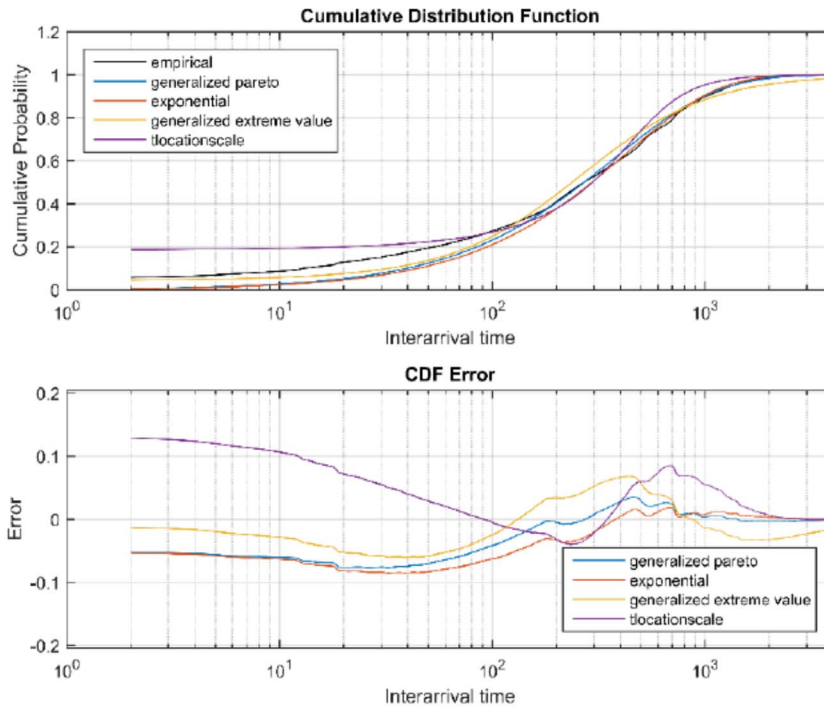 Cumulative Distribution Function
1.2
1
0.8
0.6
0.4
0.2
0
Cumulative Probability
empirical
generalized pareto
exponential
generalized extreme value
tlocationscale
10^0
10^1
10^2
10^3
Interarrival time
CDF Error
0.2
0.1
0
-0.1
-0.2
Error
generalized pareto
exponential
generalized extreme value
tlocationscale
10^0
10^1
10^2
10^3
Interarrival time